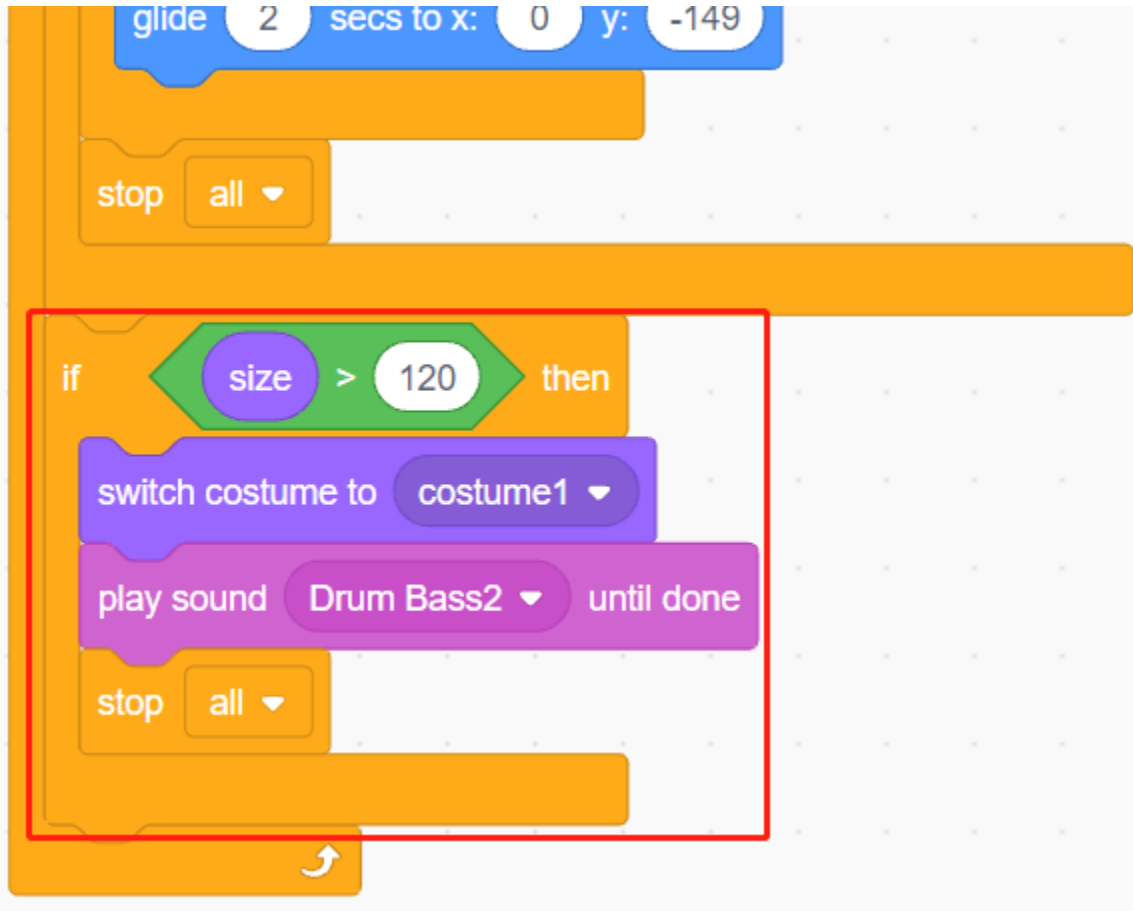 glide 2 secs to x: 0 y: -149
stop all
if size > 120 then
switch costume to costume1
play sound Drum Bass2 until done
stop all